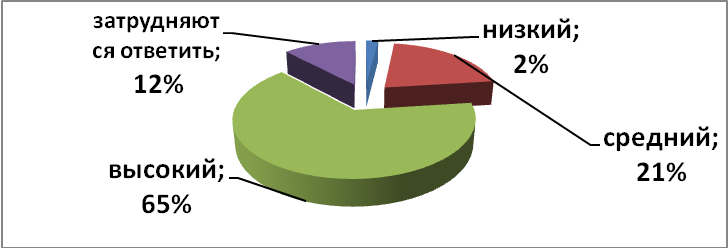 затрудняют
ся ответить;
12%
низкий;
2%
средний;
21%
высокий;
65%